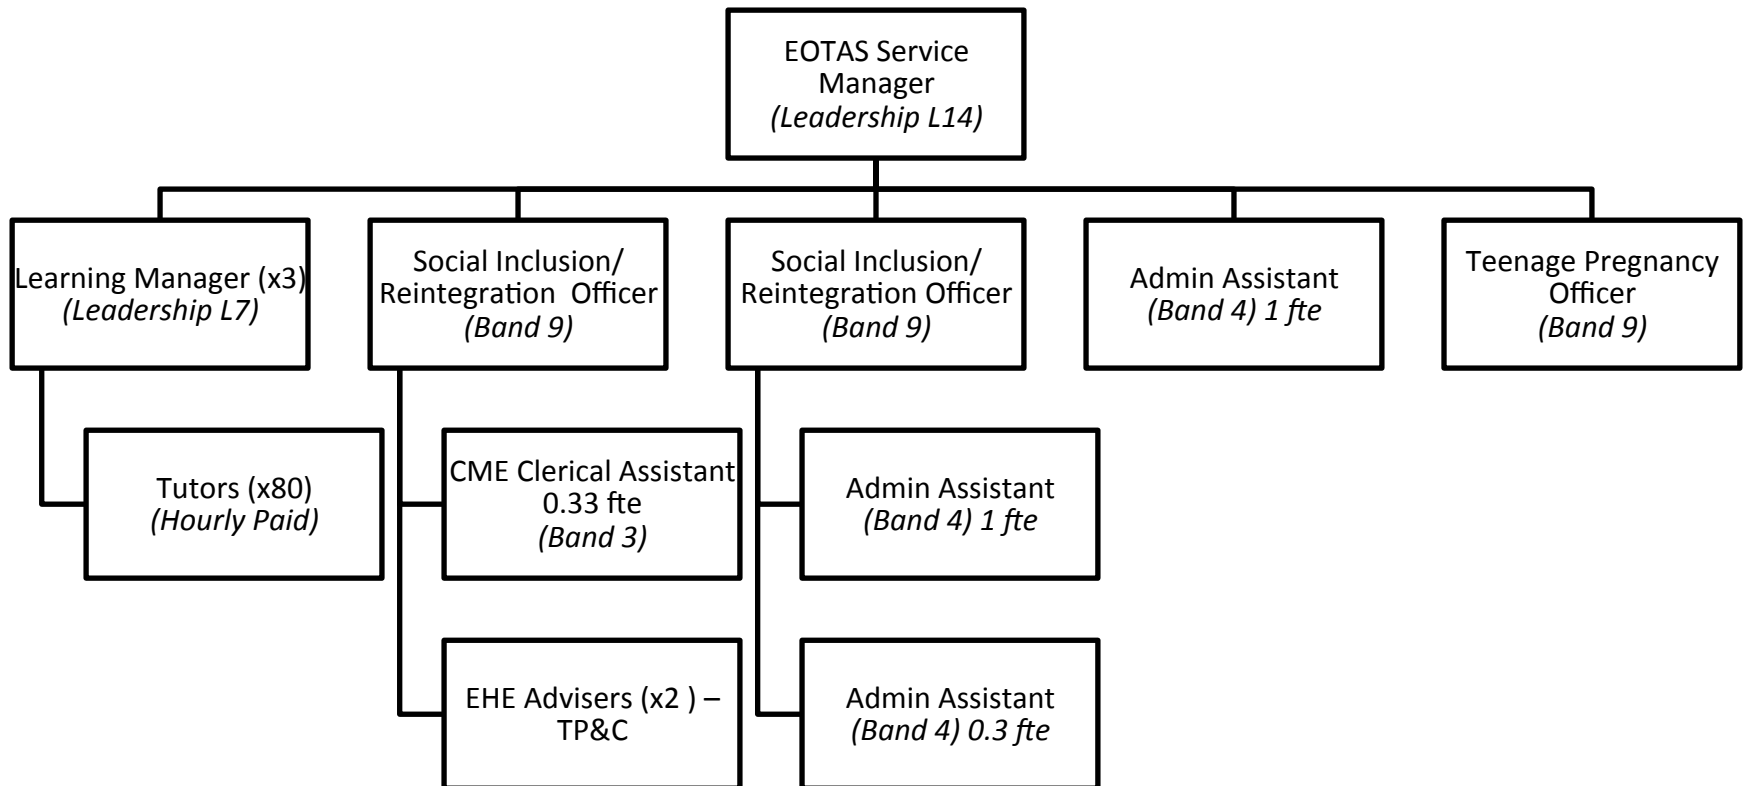 EOTAS Service
Manager
(Leadership L14)
Learning Manager (x3)
(Leadership L7)
Social Inclusion/
Reintegration  Officer
(Band 9)
Social Inclusion/
Reintegration Officer
(Band 9)
Admin Assistant
(Band 4) 1 fte
Teenage Pregnancy
Officer
(Band 9)
Tutors (x80)
(Hourly Paid)
CME Clerical Assistant
0.33 fte
(Band 3)
Admin Assistant
(Band 4) 1 fte
EHE Advisers (x2 ) –
TP&C
Admin Assistant
(Band 4) 0.3 fte